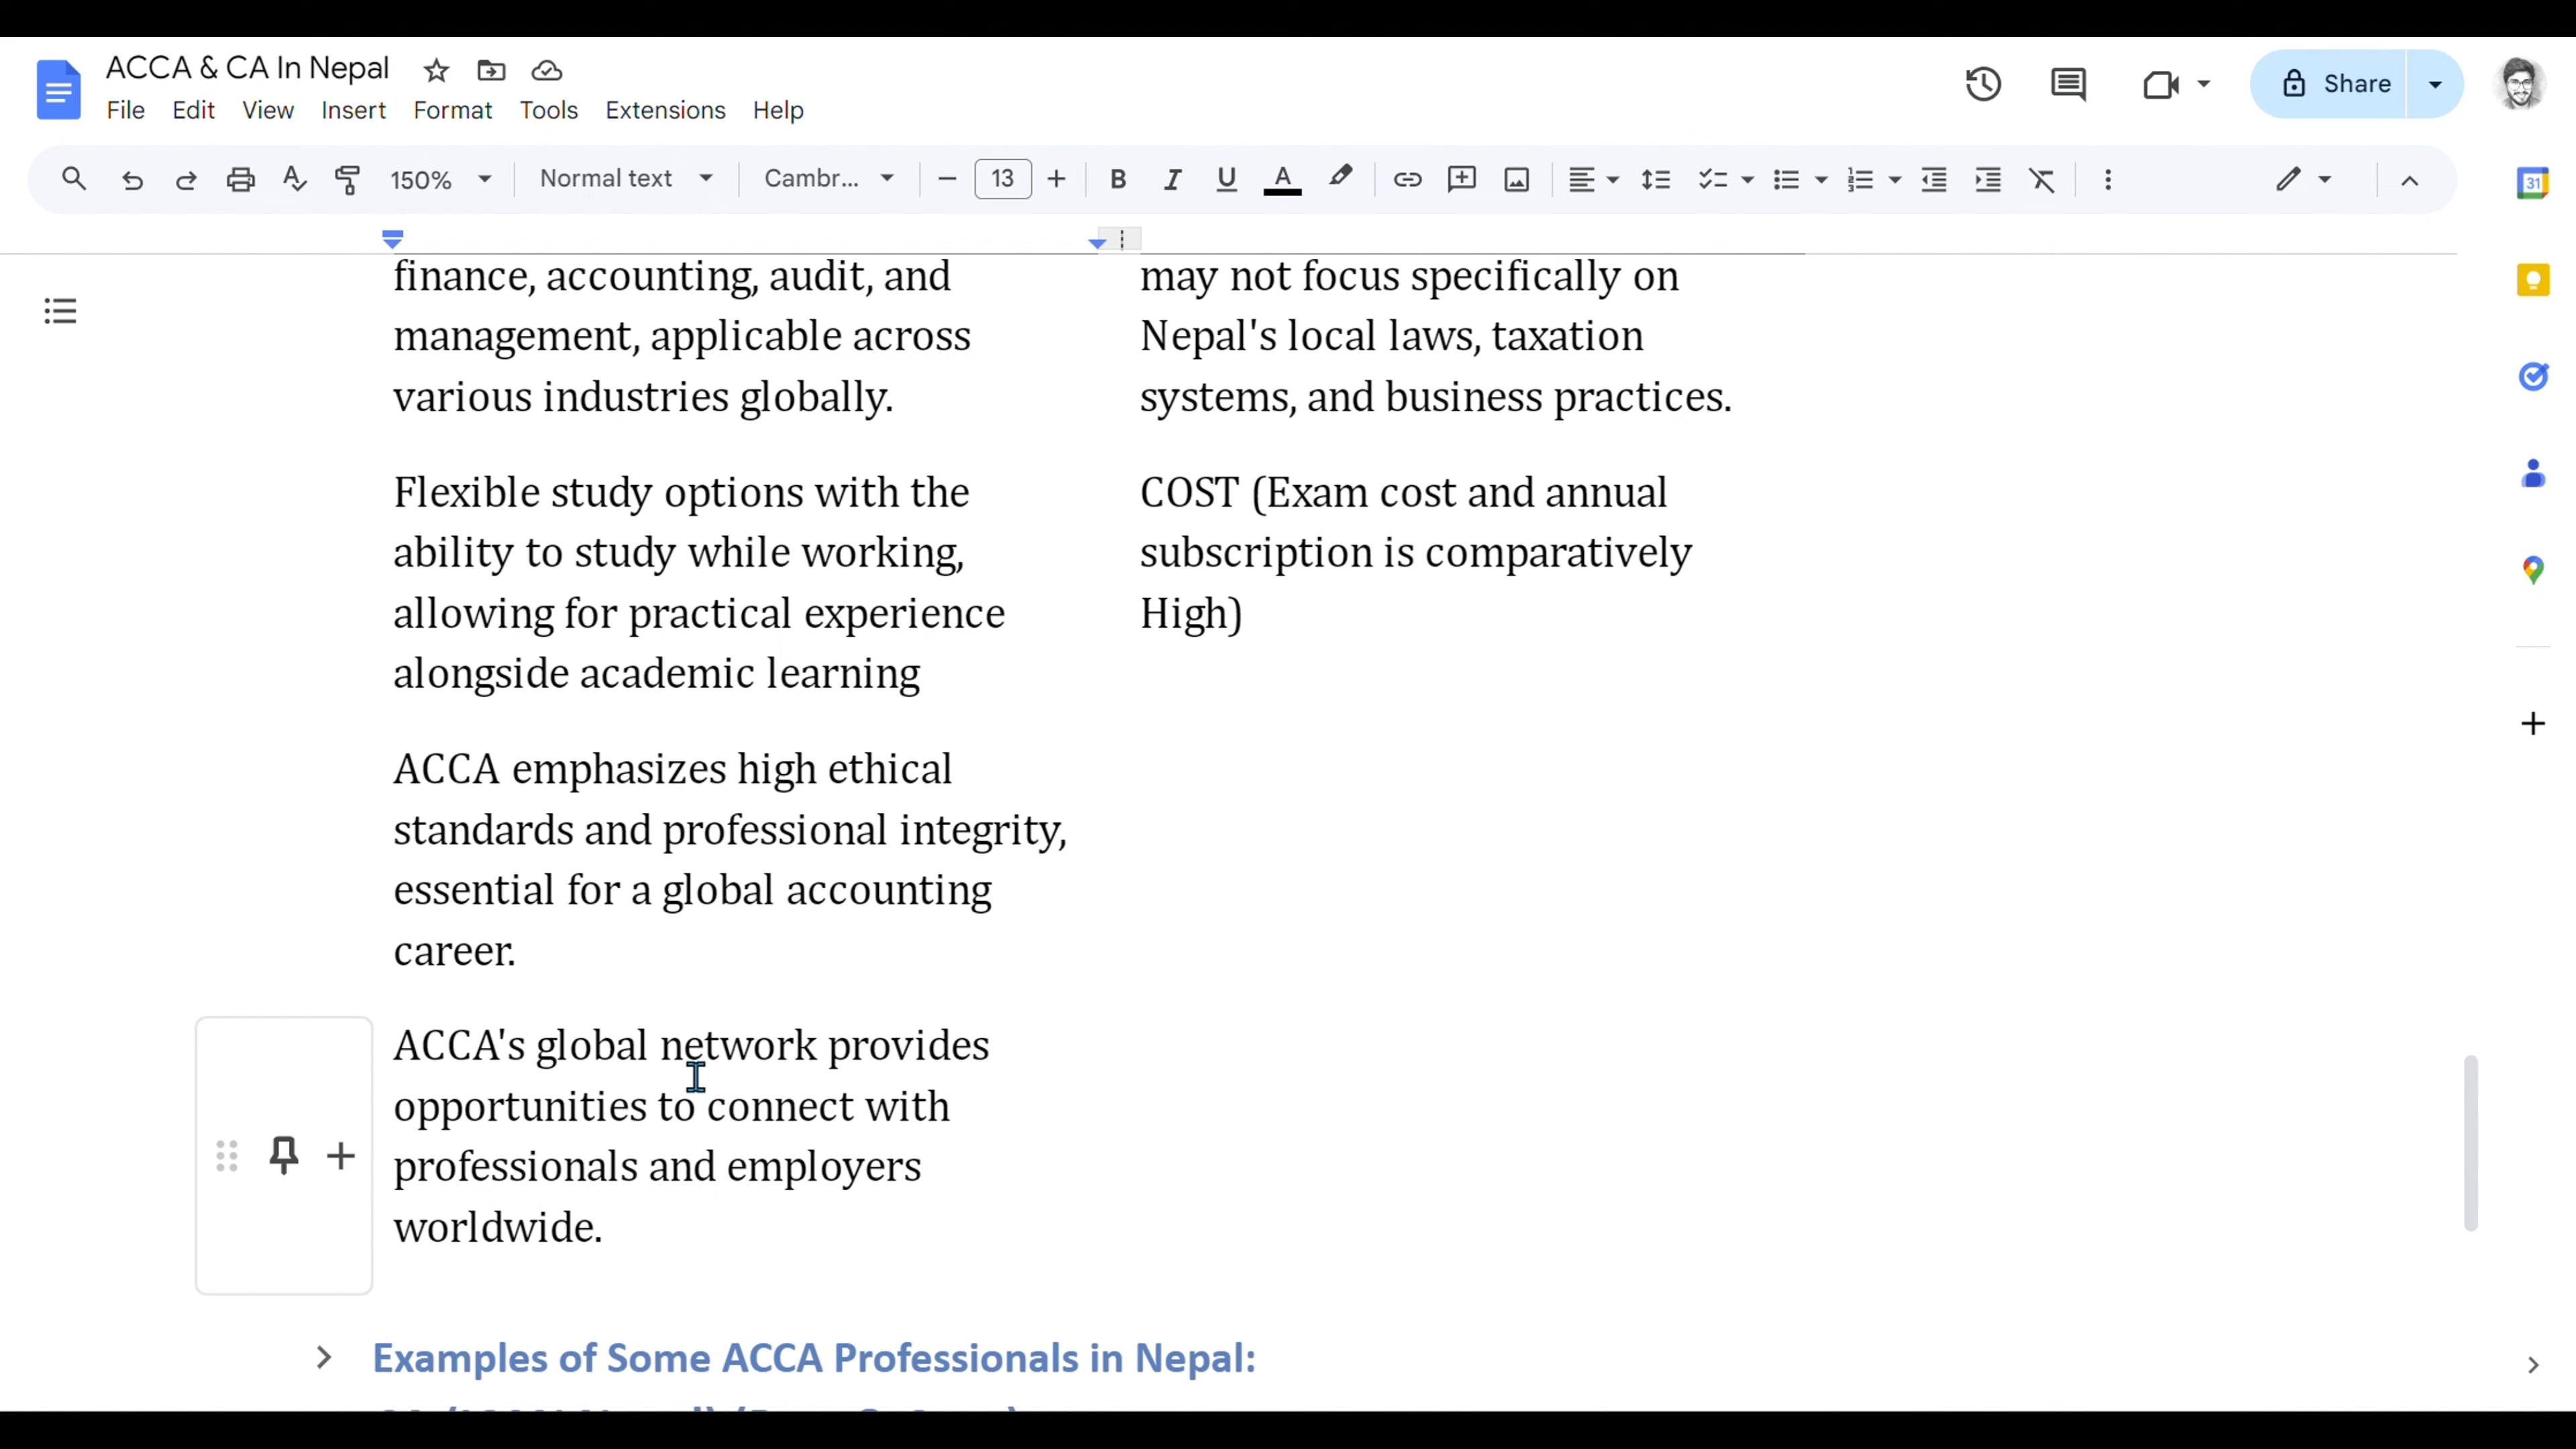 ACCA & CA In Nepal
File Edit View Insert Format Tools Extensions Help
Share
150% Normal text Cambr... 13 B I U A
31
finance, accounting, audit, and
management, applicable across
various industries globally.
may not focus specifically on
Nepal's local laws, taxation
systems, and business practices.
Flexible study options with the
ability to study while working,
allowing for practical experience
alongside academic learning
COST (Exam cost and annual
subscription is comparatively
High)
ACCA emphasizes high ethical
standards and professional integrity,
essential for a global accounting
career.
ACCA's global network provides
opportunities to connect with
professionals and employers
worldwide.
Examples of Some ACCA Professionals in Nepal: